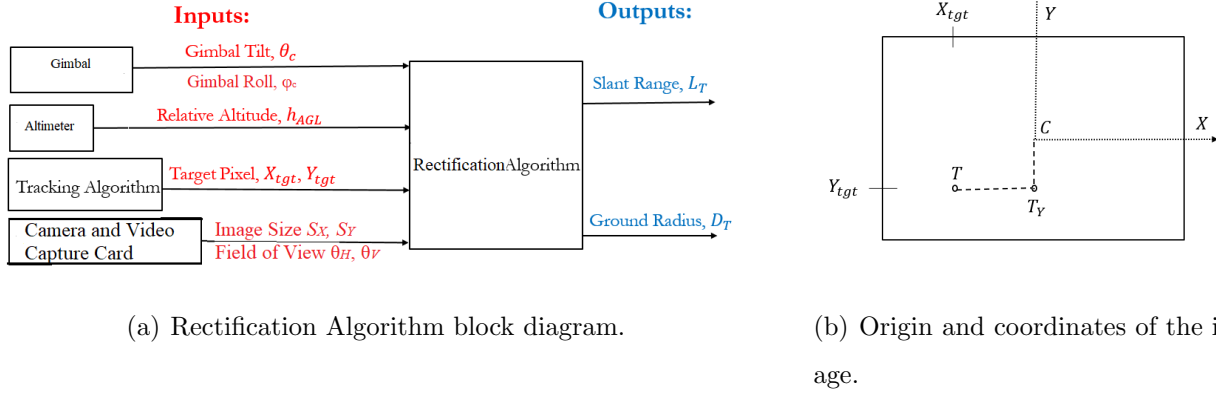 Inputs:
Outputs:
Gimbal
Gimbal Tilt, θc
Gimbal Roll, φc
Altimeter
Relative Altitude, hAGL
Tracking Algorithm
Target Pixel, Xtgt, Ytgt
Camera and Video
Capture Card
Image Size SX, SY
Field of View θH, θV
RectificationAlgorithm
Slant Range, LT
Ground Radius, DT
(a) Rectification Algorithm block diagram.
Xtgt
Y
X
C
Ytgt
T
TY
(b) Origin and coordinates of the i
age.